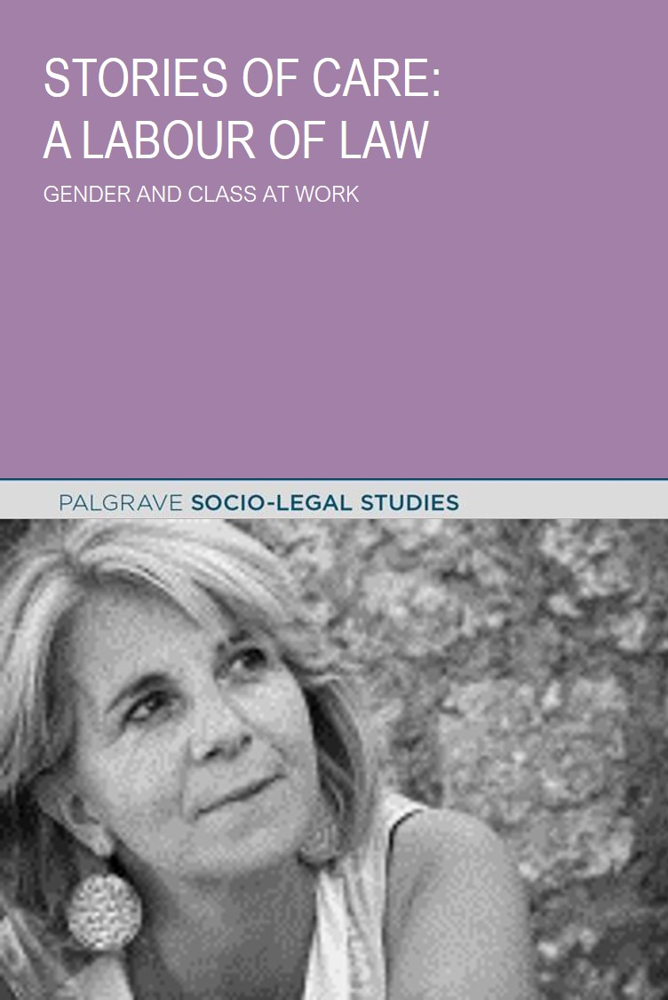 STORIES OF CARE:
A LABOUR OF LAW
GENDER AND CLASS AT WORK
PALGRAVE SOCIO-LEGAL STUDIES